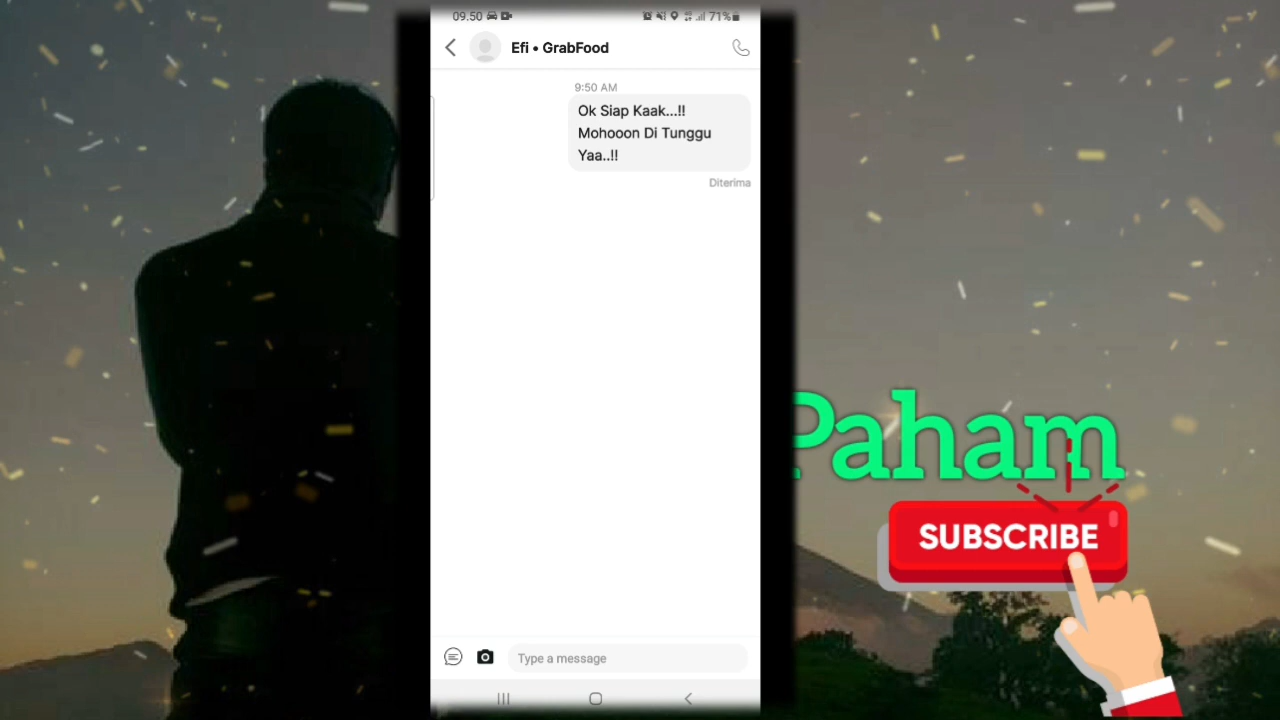 09.50
71%
Efi • GrabFood
9:50 AM
Ok Siap Kaak...!!
Mohooon Di Tunggu
Yaa..!!
Diterima
Paham
SUBSCRIBE
Type a message